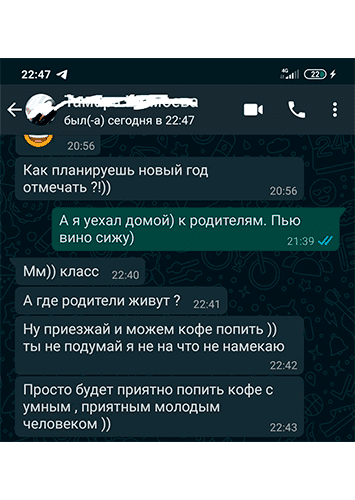 22:47
4G
22
был(-а) сегодня в 22:47
20:56
Как планируешь новый год
отмечать ?!))
20:56
А я уехал домой) к родителям. Пью
вино сижу)
21:39
Мм)) класс
22:40
А где родители живут ?
22:41
Ну приезжай и можем кофе попить ))
ты не подумай я не на что не намекаю
22:42
Просто будет приятно попить кофе с
умным , приятным молодым
человеком ))
22:43